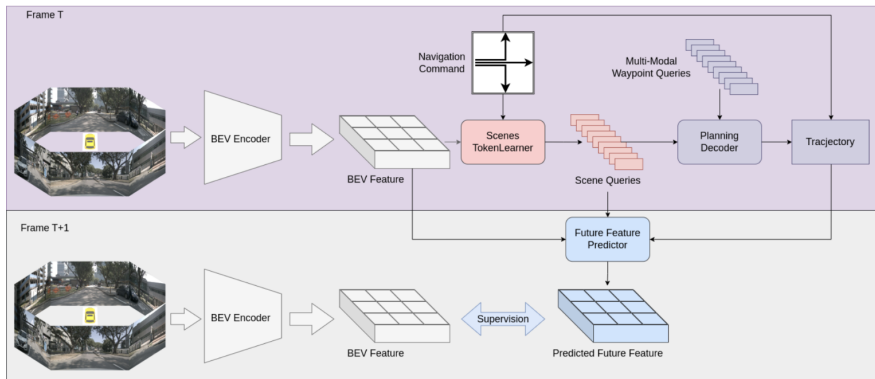 Frame T
Navigation
Command
Multi-Modal
Waypoint Queries
BEV Encoder
BEV Feature
Scenes
TokenLearner
Scene Queries
Planning
Decoder
Tracjectory
Frame T+1
Future Feature
Predictor
BEV Encoder
BEV Feature
Supervision
Predicted Future Feature